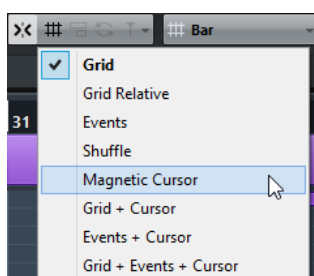 Bar
Grid
Grid Relative
31
Events
Shuffle
Magnetic Cursor
Grid + Cursor
Events + Cursor
Grid + Events + Cursor